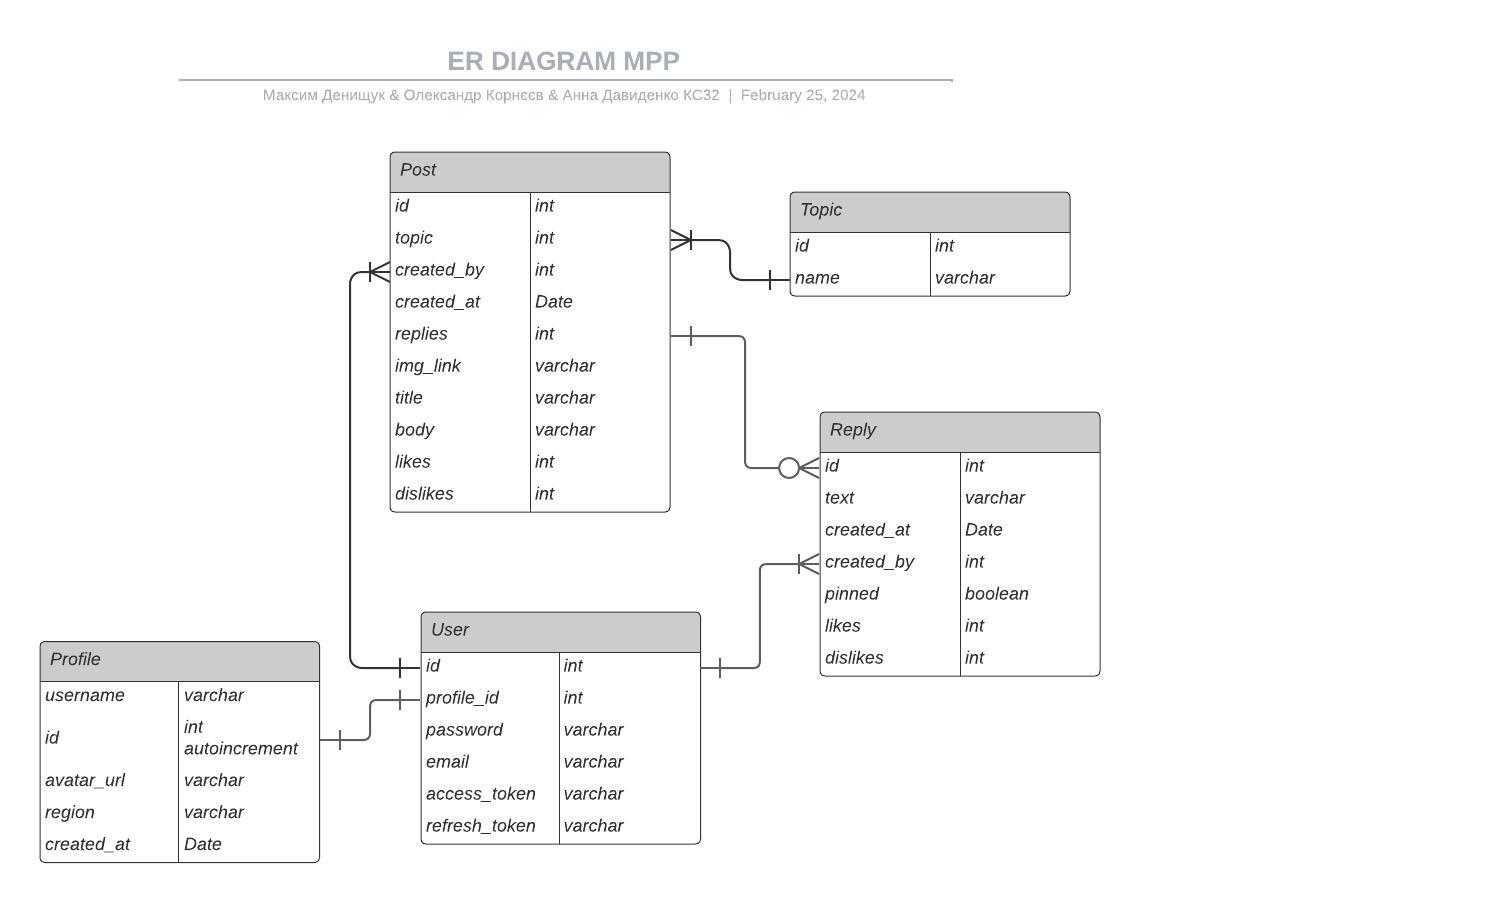 ER DIAGRAM MPP
Максим Денищук & Олександр Корнєєв & Анна Давиденко КС32 | February 25, 2024
Post
id int
topic int
created_by int
created_at Date
replies int
img_link varchar
title varchar
body varchar
likes int
dislikes int
Topic
id int
name varchar
Reply
id int
text varchar
created_at Date
created_by int
pinned boolean
likes int
dislikes int
User
id int
profile_id int
password varchar
email varchar
access_token varchar
refresh_token varchar
Profile
username varchar
id int
autoincrement
avatar_url varchar
region varchar
created_at Date